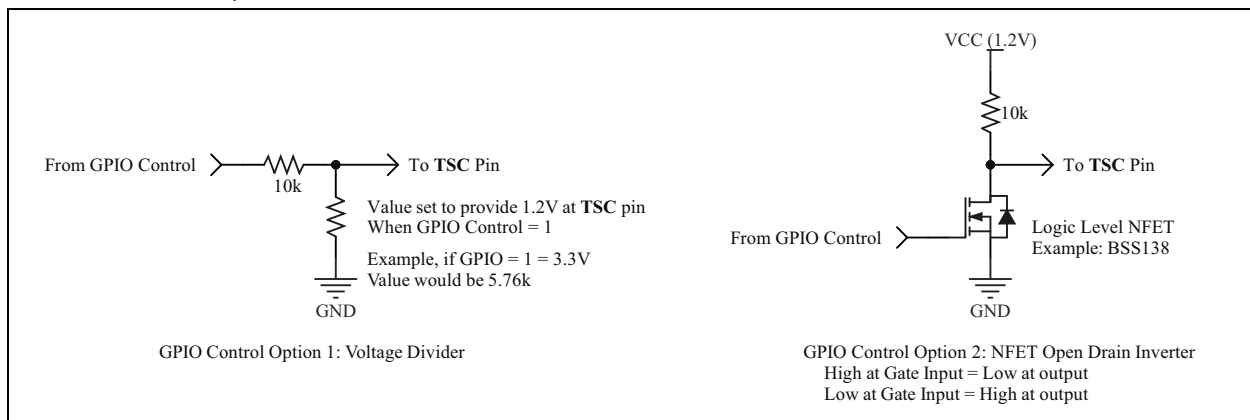 From GPIO Control
10k
To TSC Pin
Value set to provide 1.2V at TSC pin
When GPIO Control = 1
Example, if GPIO = 1 = 3.3V
Value would be 5.76k
GND
GPIO Control Option 1: Voltage Divider
VCC (1.2V)
10k
To TSC Pin
From GPIO Control
Logic Level NFET
Example: BSS138
GND
GPIO Control Option 2: NFET Open Drain Inverter
High at Gate Input = Low at output
Low at Gate Input = High at output